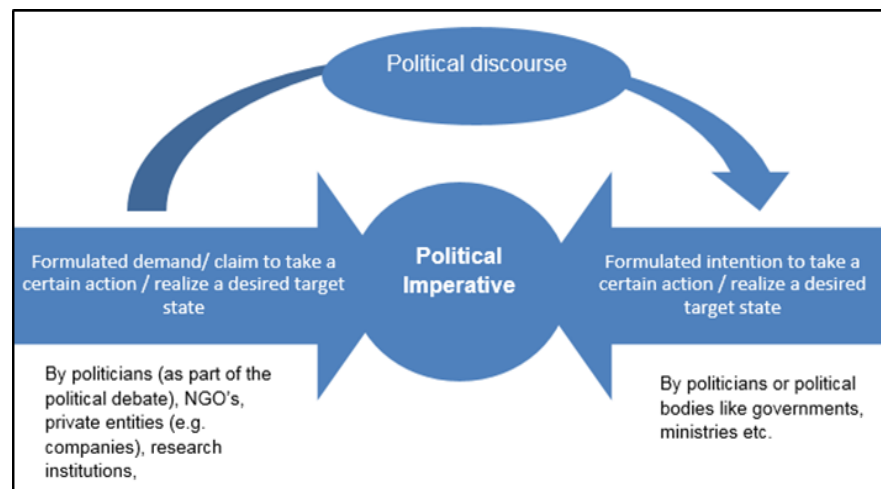 Political discourse
Formulated demand/ claim to take a
certain action / realize a desired target
state
Political
Imperative
Formulated intention to take a
certain action / realize a desired
target state
By politicians (as part of the
political debate), NGO's,
private entities (e.g.
companies), research
institutions,
By politicians or political
bodies like governments,
ministries etc.